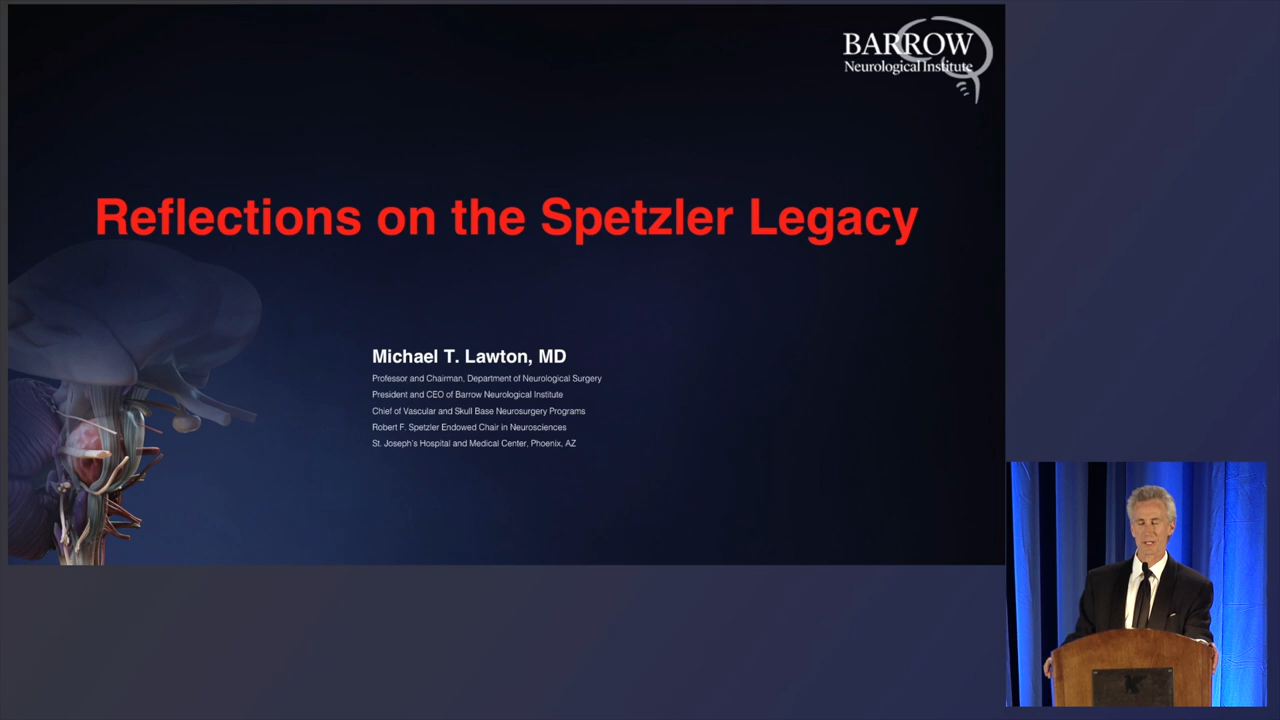 BARROW
Neurological Institute
Reflections on the Spetzler Legacy
Michael T. Lawton, MD
Professor and Chairman, Department of Neurological Surgery
President and CEO of Barrow Neurological Institute
Chief of Vascular and Skull Base Neurosurgery Programs
Robert F. Spetzler Endowed Chair in Neurosciences
St. Joseph's Hospital and Medical Center, Phoenix, AZ